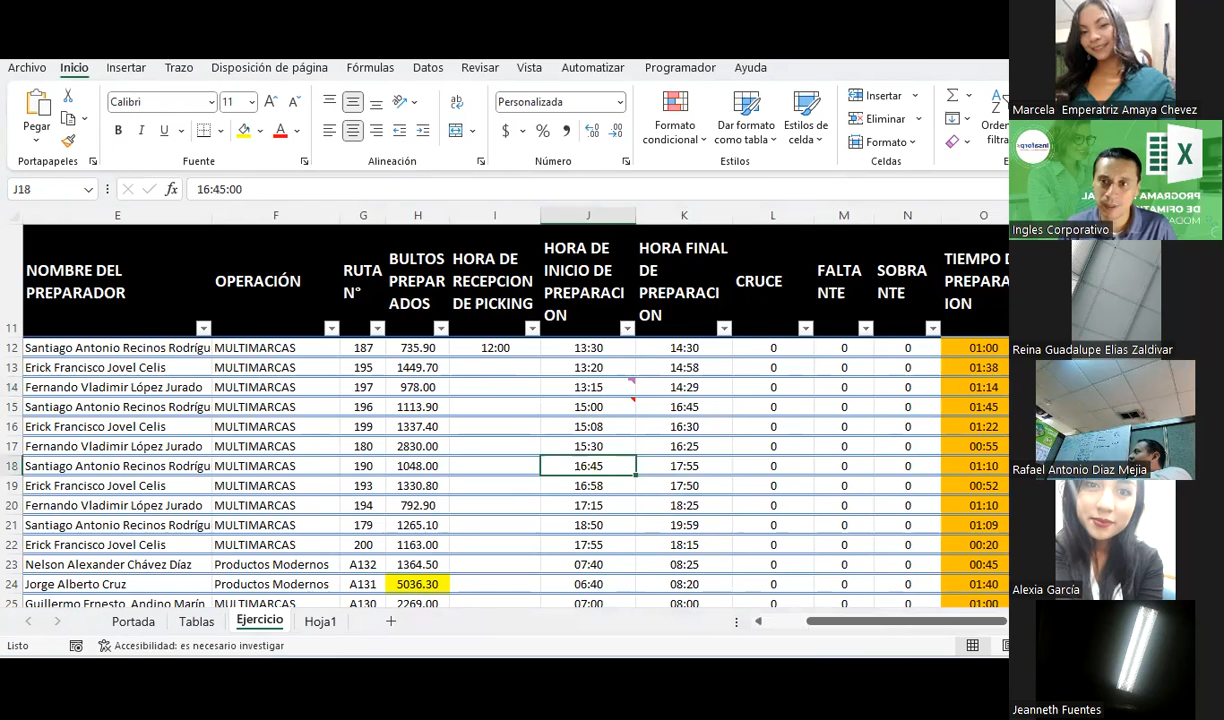 Archivo Inicio Insertar Trazo Disposición de página Fórmulas Datos Revisar Vista Automatizar Programador Ayuda
Pegar
Portapapeles
Calibri 11
N K S
Fuente
Alineación
Personalizada
$ %
Número
Formato condicional
Dar formato como tabla
Estilos de celda
Estilos
Insertar
Eliminar
Formato
Celdas
J18 fx 16:45:00
E F G H I J K L M N O
11 NOMBRE DEL PREPARADOR OPERACIÓN RUTA N° BULTOS PREPARADOS HORA DE RECEPCION DE PICKING HORA DE INICIO DE PREPARACION HORA FINAL DE PREPARACION CRUCE FALTANTE SOBRANTE TIEMPO
12 Santiago Antonio Recinos Rodrígu MULTIMARCAS 187 735.90 12:00 13:30 14:30 0 0 0 01:00
13 Erick Francisco Jovel Celis MULTIMARCAS 195 1449.70 13:20 14:58 0 0 0 01:38
14 Fernando Vladimir López Jurado MULTIMARCAS 197 978.00 13:15 14:29 0 0 0 01:14
15 Santiago Antonio Recinos Rodrígu MULTIMARCAS 196 1113.90 15:00 16:45 0 0 0 01:45
16 Erick Francisco Jovel Celis MULTIMARCAS 199 1337.40 15:08 16:30 0 0 0 01:22
17 Fernando Vladimir López Jurado MULTIMARCAS 180 2830.00 15:30 16:25 0 0 0 00:55
18 Santiago Antonio Recinos Rodrígu MULTIMARCAS 190 1048.00 16:45 17:55 0 0 0 01:10
19 Erick Francisco Jovel Celis MULTIMARCAS 193 1330.80 16:58 17:50 0 0 0 00:52
20 Fernando Vladimir López Jurado MULTIMARCAS 194 792.90 17:15 18:25 0 0 0 01:10
21 Santiago Antonio Recinos Rodrígu MULTIMARCAS 179 1265.10 18:50 19:59 0 0 0 01:09
22 Erick Francisco Jovel Celis MULTIMARCAS 200 1163.00 17:55 18:15 0 0 0 00:20
23 Nelson Alexander Chávez Díaz Productos Modernos A132 1364.50 07:40 08:25 0 0 0 00:45
24 Jorge Alberto Cruz Productos Modernos A131 5036.30 06:40 08:20 0 0 0 01:40
25 Guillermo Ernesto Andino Marín MULTIMARCAS A130 2269.00 07:00 08:00 0 0 0 01:00
Portada Tablas Ejercicio Hoja1
Listo Accesibilidad: es necesario investigar
Marcela Emperatriz Amaya Chevez
insaforp
PROGRAMA
DE OFIMATICA
Ingles Corporativo
Reina Guadalupe Elias Zaldivar
Rafael Antonio Diaz Mejia
Alexia García
Jeanneth Fuentes